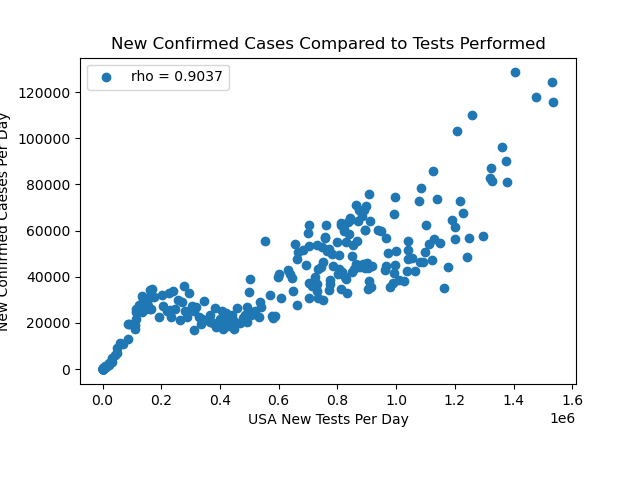 New Confirmed Cases Compared to Tests Performed
rho = 0.9037
120000
100000
80000
60000
40000
20000
0
New Confirmed Caeses Per Day
0.0 0.2 0.4 0.6 0.8 1.0 1.2 1.4 1.6
1e6
USA New Tests Per Day